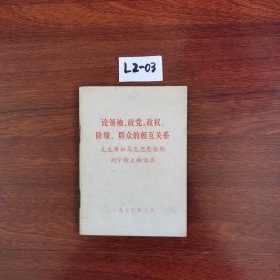 L2-03
论领袖、政党、政权、
阶级、群众的相互关系
毛主席和马克思恩格斯
列宁斯大林语录
一九七〇年三月